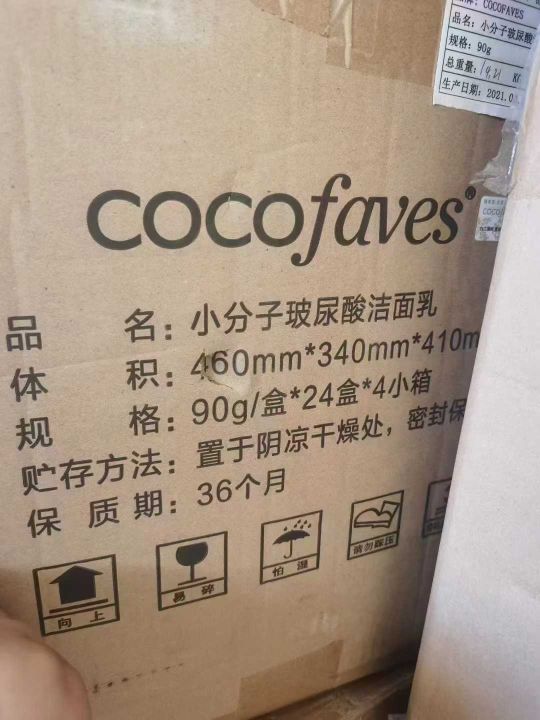 COCOFAVES
品名：小分子玻尿酸
规格：90g
总重量：
生产日期：2021.0
cocofaves®
品名：小分子玻尿酸洁面乳
体积：460mm*340mm*410m
规格：90g/盒*24盒*4小箱
贮存方法：置于阴凉干燥处，密封保
保质期：36个月
向上
易碎
怕湿
请勿踩压